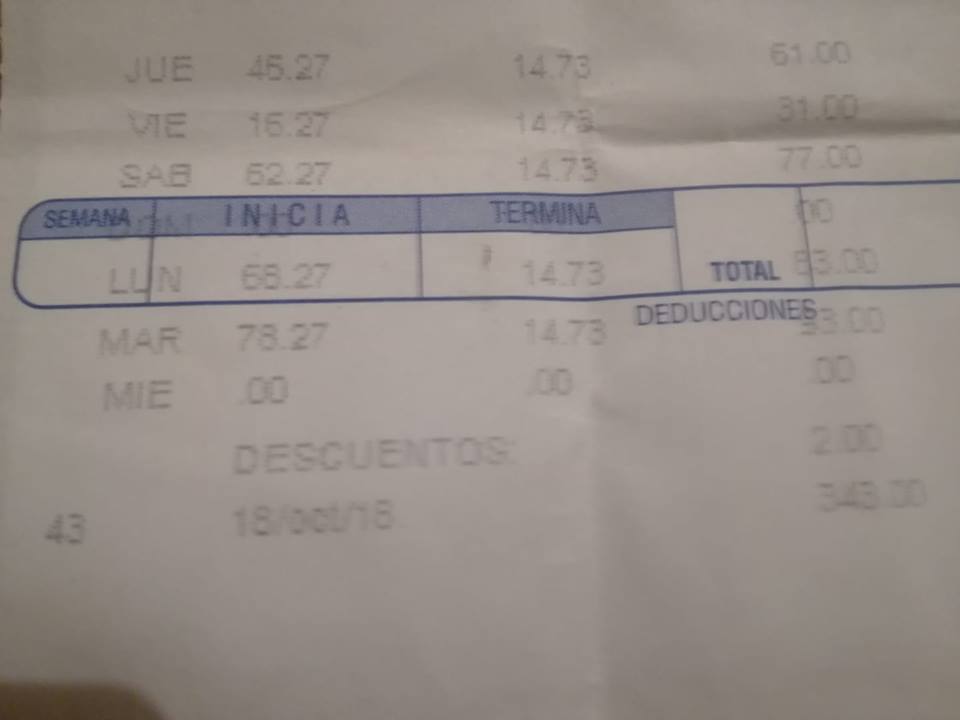 JUE 46.27 14.73 61.00
VIE 16.27 14.73 31.00
SAB 62.27 14.73 77.00
SEMANA INICIA TERMINA
DOM .00
LUN 68.27 14.73 TOTAL 83.00
DEDUCCIONES
MAR 78.27 14.73 93.00
MIE .00 .00 .00
DESCUENTOS: 2.00
43 18/oct/18 343.00